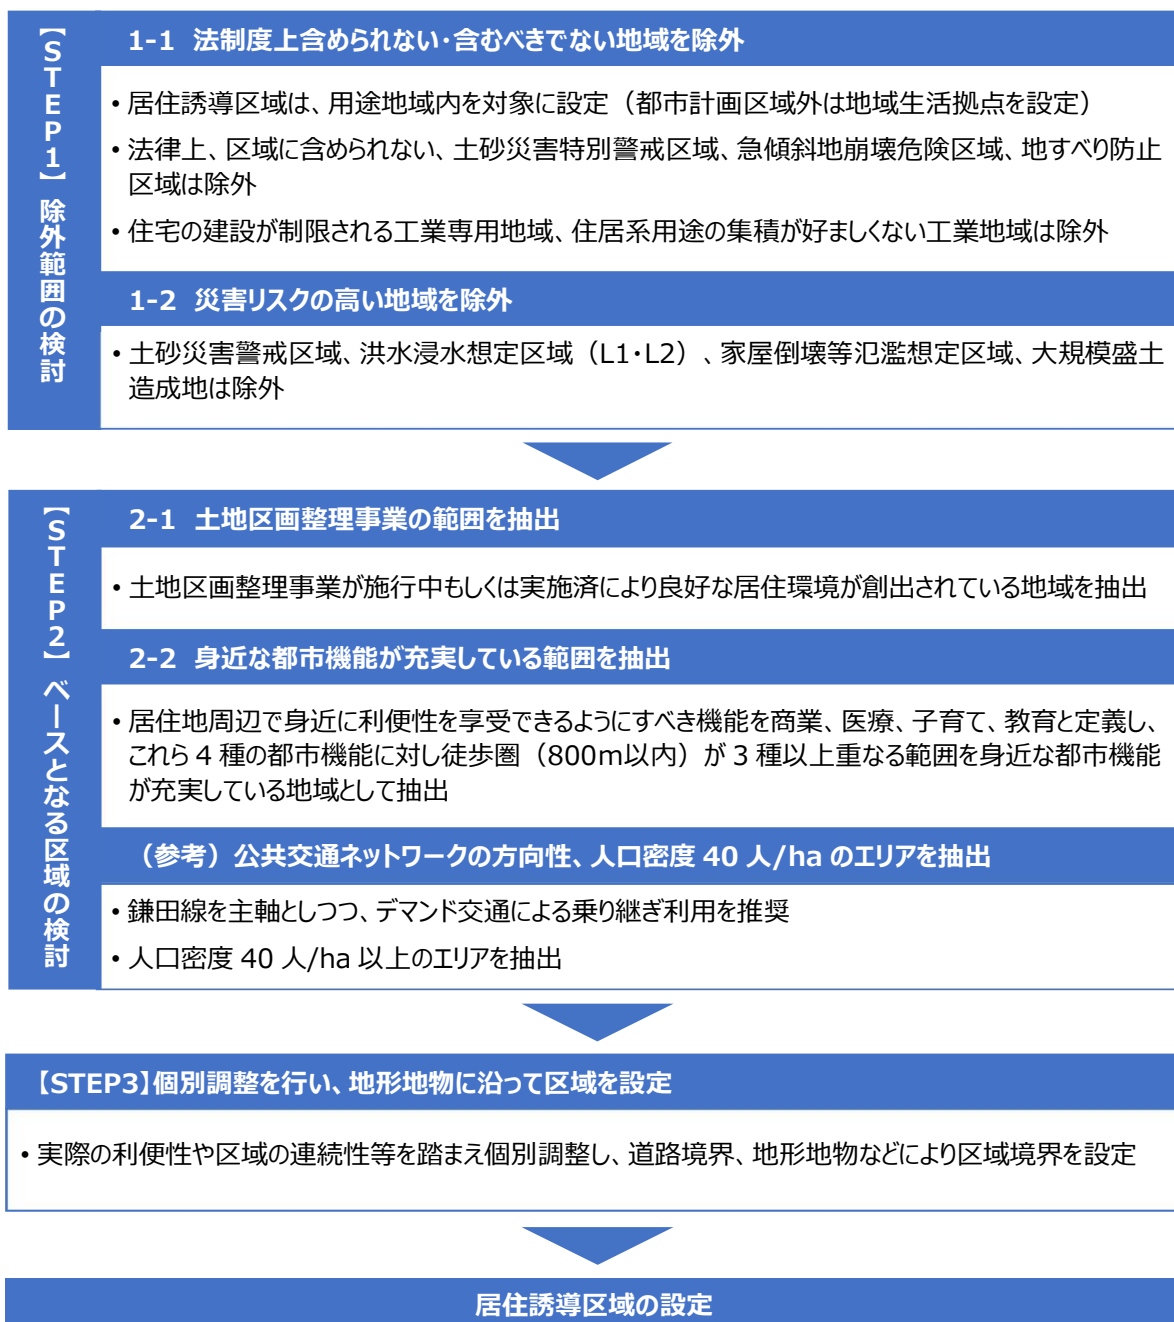 【STEP1】除外範囲の検討
1-1 法制度上含められない・含むべきでない地域を除外
• 居住誘導区域は、用途地域内を対象に設定（都市計画区域外は地域生活拠点を設定）
• 法律上、区域に含められない、土砂災害特別警戒区域、急傾斜地崩壊危険区域、地すべり防止
区域は除外
• 住宅の建設が制限される工業専用地域、住居系用途の集積が好ましくない工業地域は除外
1-2 災害リスクの高い地域を除外
• 土砂災害警戒区域、洪水浸水想定区域（L1・L2）、家屋倒壊等氾濫想定区域、大規模盛土
造成地は除外
【STEP2】ベースとなる区域の検討
2-1 土地区画整理事業の範囲を抽出
• 土地区画整理事業が施行中もしくは実施済により良好な居住環境が創出されている地域を抽出
2-2 身近な都市機能が充実している範囲を抽出
• 居住地周辺で身近に利便性を享受できるようにすべき機能を商業、医療、子育て、教育と定義し、
これら 4 種の都市機能に対し徒歩圏（800m以内）が 3 種以上重なる範囲を身近な都市機能
が充実している地域として抽出
（参考）公共交通ネットワークの方向性、人口密度 40 人/ha のエリアを抽出
• 鎌田線を主軸としつつ、デマンド交通による乗り継ぎ利用を推奨
• 人口密度 40 人/ha 以上のエリアを抽出
【STEP3】個別調整を行い、地形地物に沿って区域を設定
• 実際の利便性や区域の連続性等を踏まえ個別調整し、道路境界、地形地物などにより区域境界を設定
居住誘導区域の設定